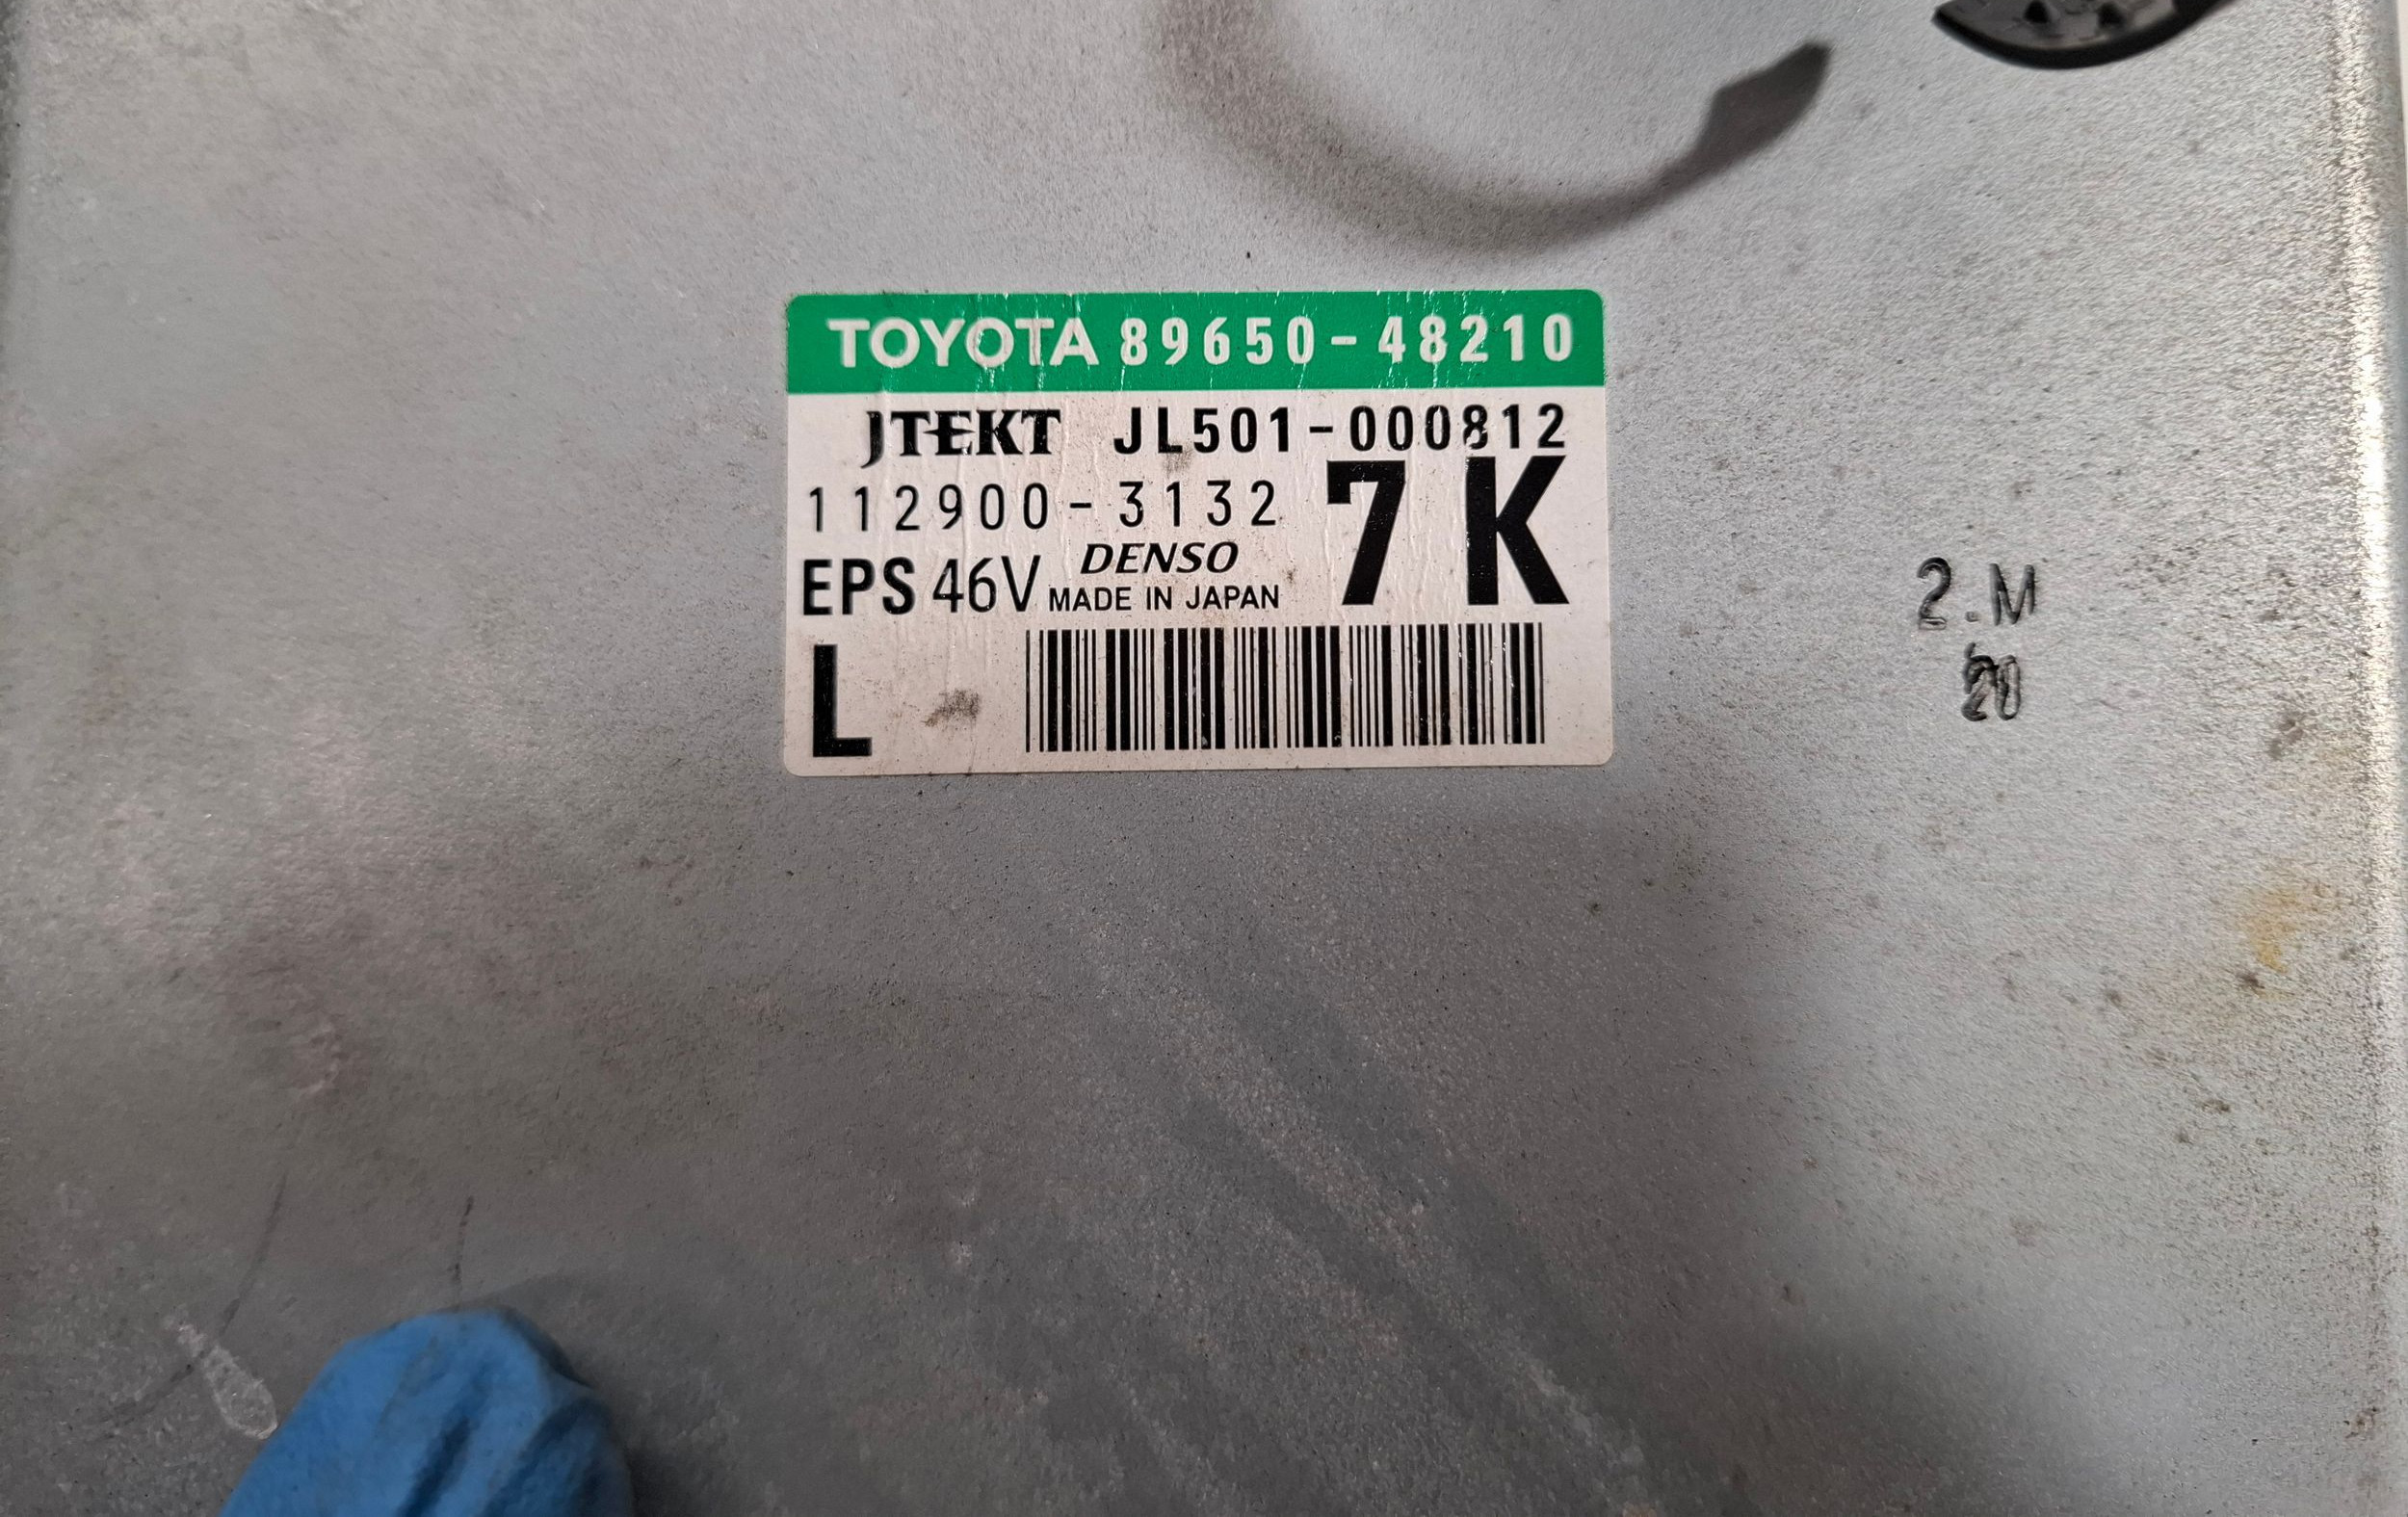 TOYOTA 89650-48210
JTEKT JL501-000812
112900-3132 7K
EPS 46V DENSO
MADE IN JAPAN
L
2.M